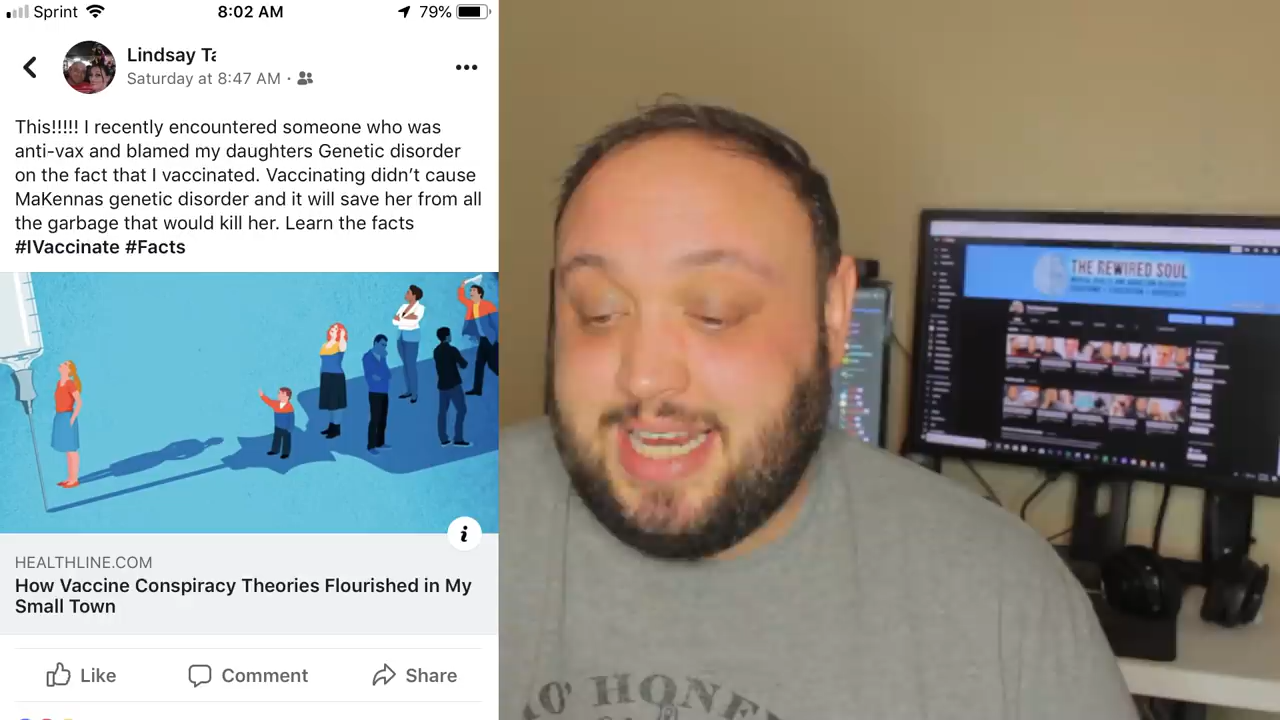 Sprint 8:02 AM 79%
Lindsay Ta
Saturday at 8:47 AM ·
This!!!!! I recently encountered someone who was
anti-vax and blamed my daughters Genetic disorder
on the fact that I vaccinated. Vaccinating didn’t cause
MaKennas genetic disorder and it will save her from all
the garbage that would kill her. Learn the facts
#IVaccinate #Facts
HEALTHLINE.COM
How Vaccine Conspiracy Theories Flourished in My
Small Town
Like Comment Share
THE REWIRED SOUL
HONE